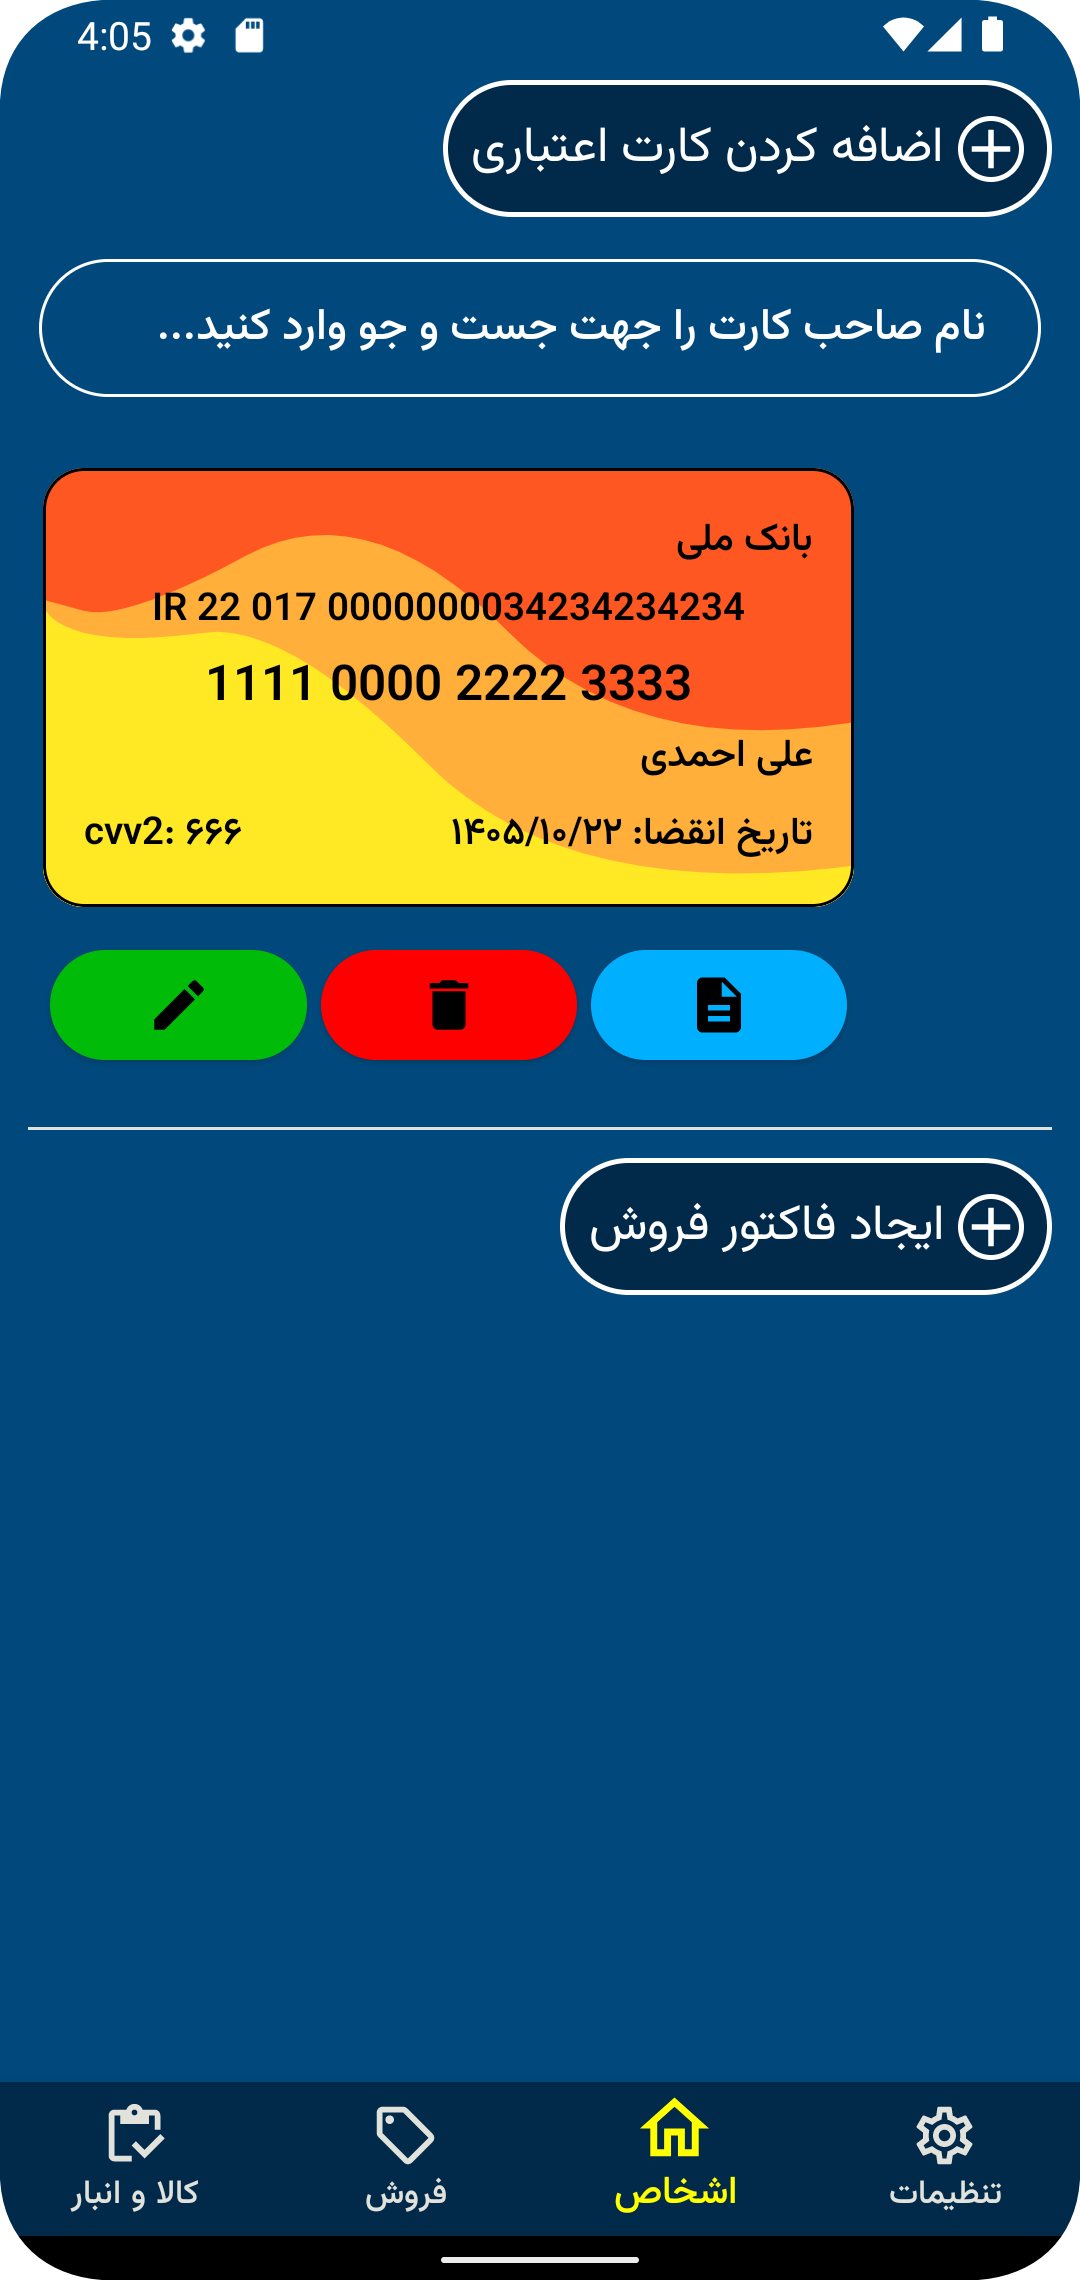 4:05
اضافه کردن کارت اعتباری
نام صاحب کارت را جهت جست و جو وارد کنید...
بانک ملی
IR 22 017 0000000034234234234
1111 0000 2222 3333
علی احمدی
تاریخ انقضا: ۱۴۰۵/۱۰/۲۲
cvv2: ۶۶۶
ایجاد فاکتور فروش
تنظیمات
اشخاص
فروش
کالا و انبار